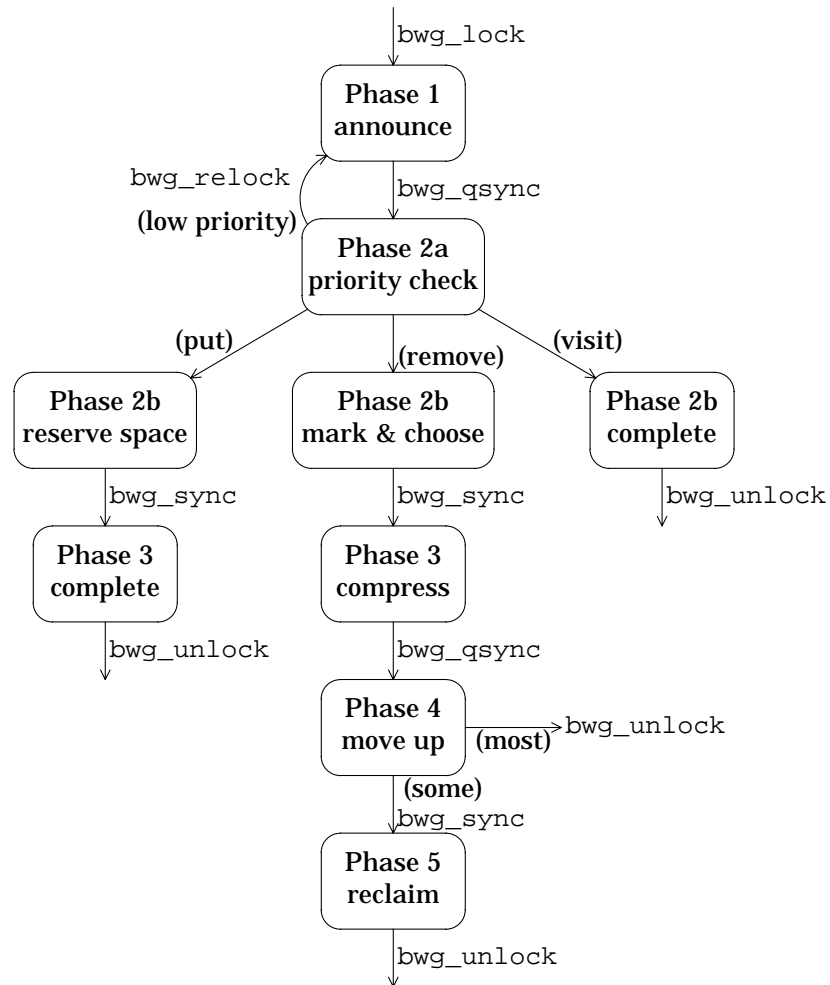 bwg_lock
Phase 1
announce
bwg_relock
bwg_qsync
(low priority)
Phase 2a
priority check
(put)
(remove)
(visit)
Phase 2b
reserve space
Phase 2b
mark & choose
Phase 2b
complete
bwg_sync
bwg_sync
bwg_unlock
Phase 3
complete
Phase 3
compress
bwg_unlock
bwg_qsync
Phase 4
move up
(most)
bwg_unlock
(some)
bwg_sync
Phase 5
reclaim
bwg_unlock